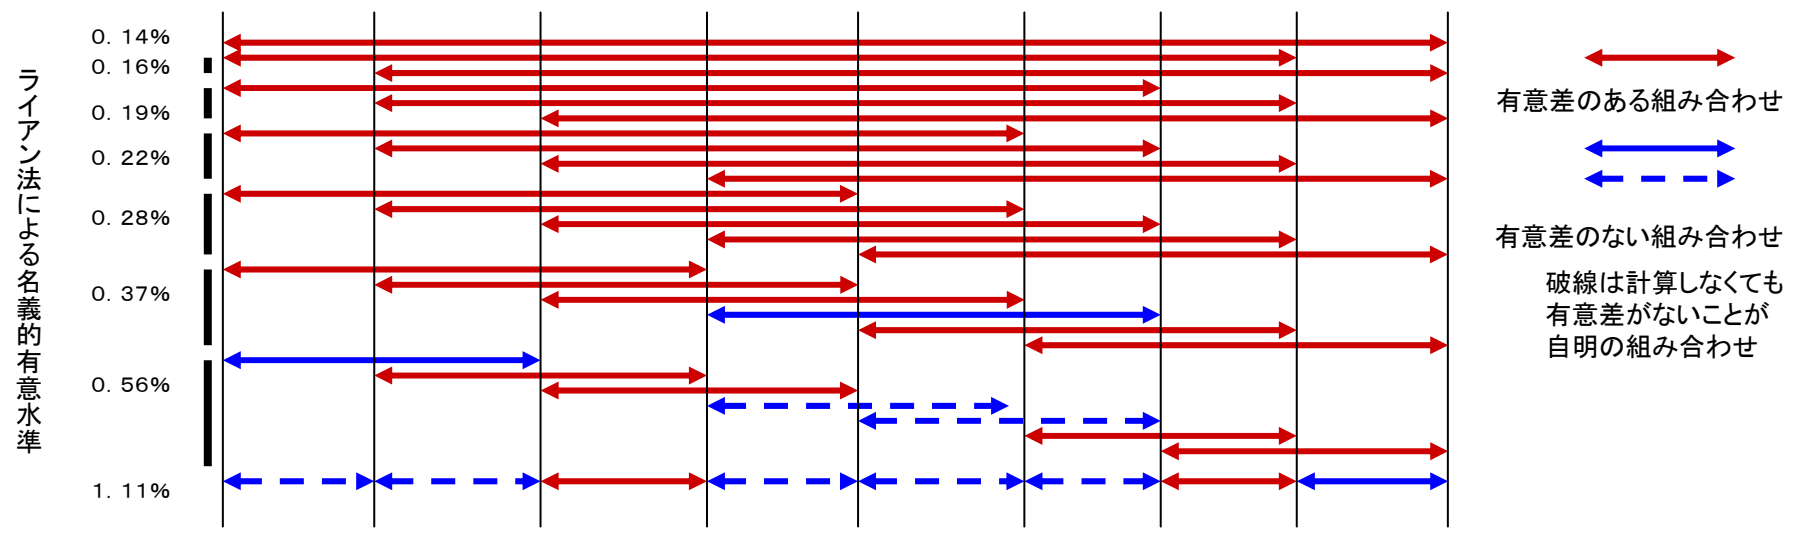 ライアン法による名義的有意水準
0.14%
0.16%
0.19%
0.22%
0.28%
0.37%
0.56%
1.11%
有意差のある組み合わせ
有意差のない組み合わせ
破線は計算しなくても
有意差がないことが
自明の組み合わせ